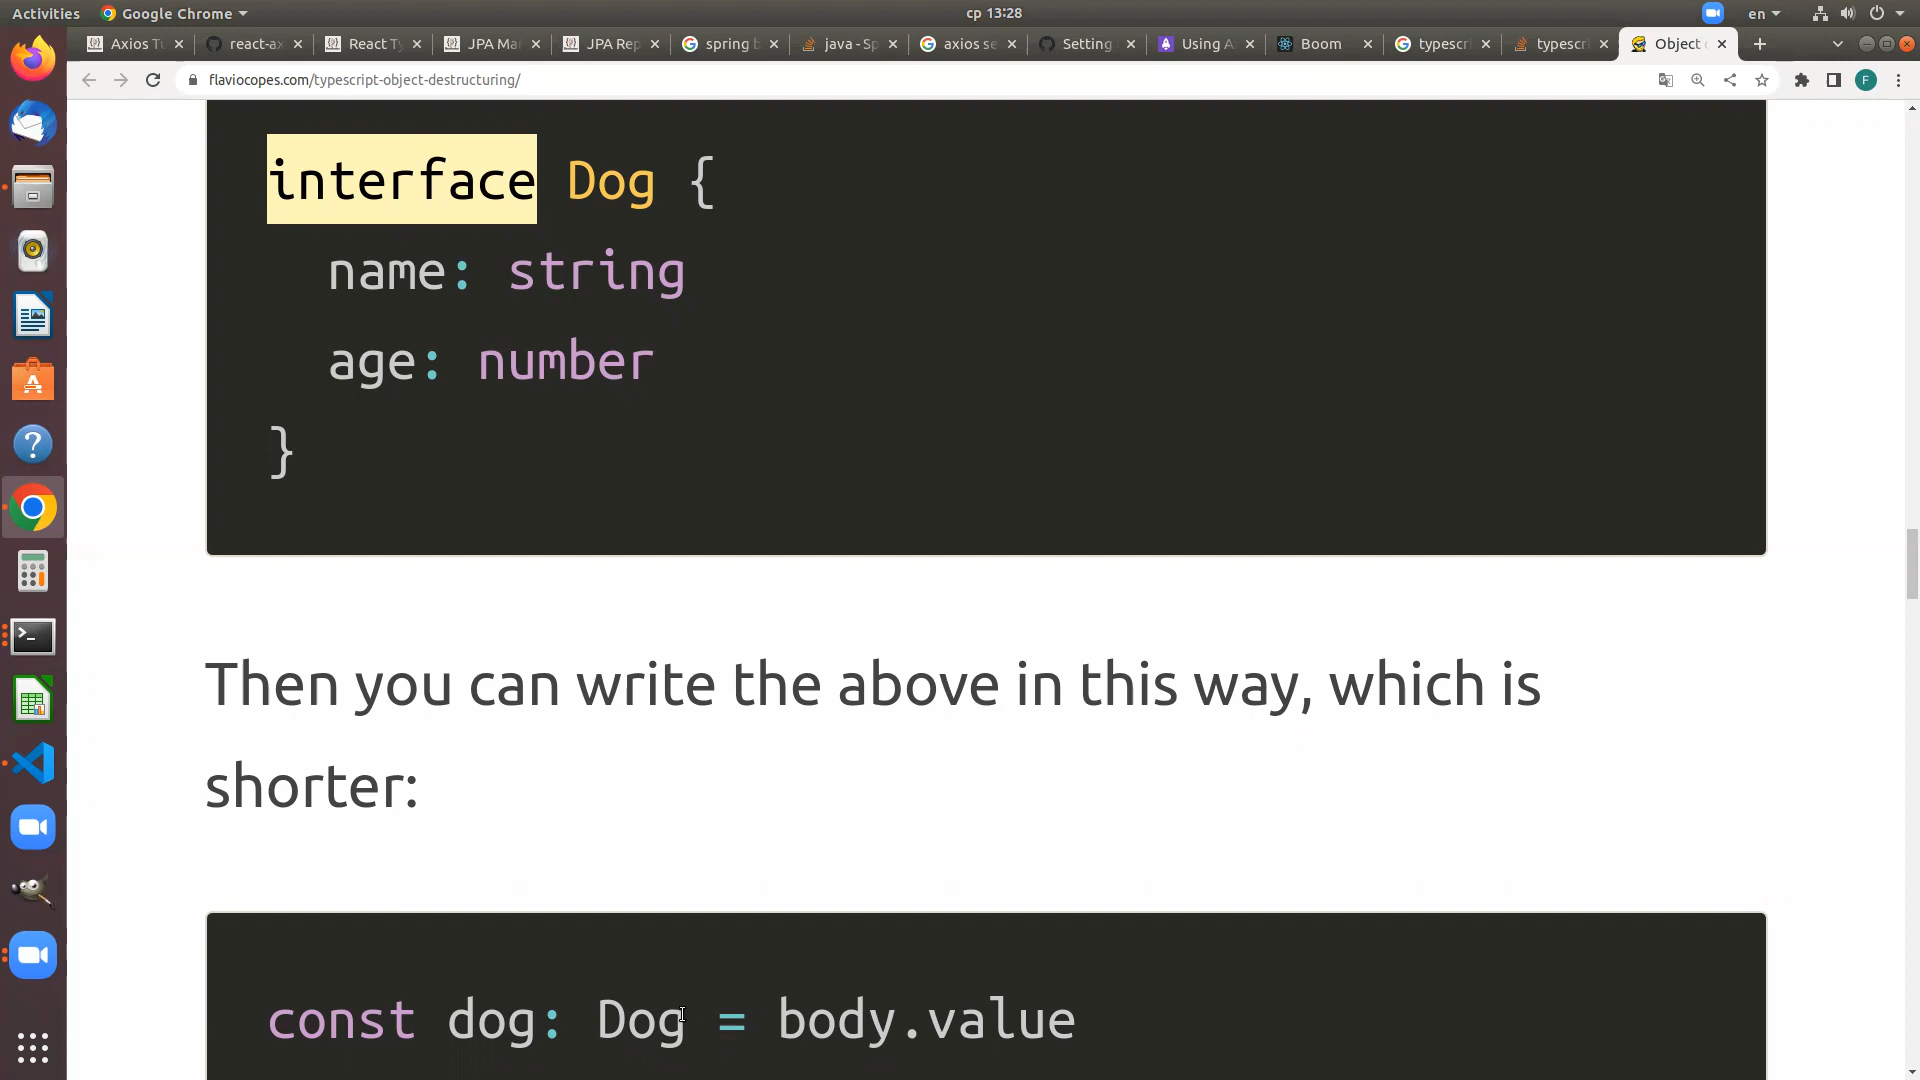 Activities
Google Chrome
ср 13:28
en
Axios Tu
react-ax
React Ty
JPA Man
JPA Rep
spring b
java - Sp
axios se
Setting
Using A
Boom
typescri
typescri
Object d
flaviocopes.com/typescript-object-destructuring/
F
interface Dog {
name: string
age: number
}
Then you can write the above in this way, which is
shorter:
const dog: Dog = body.value